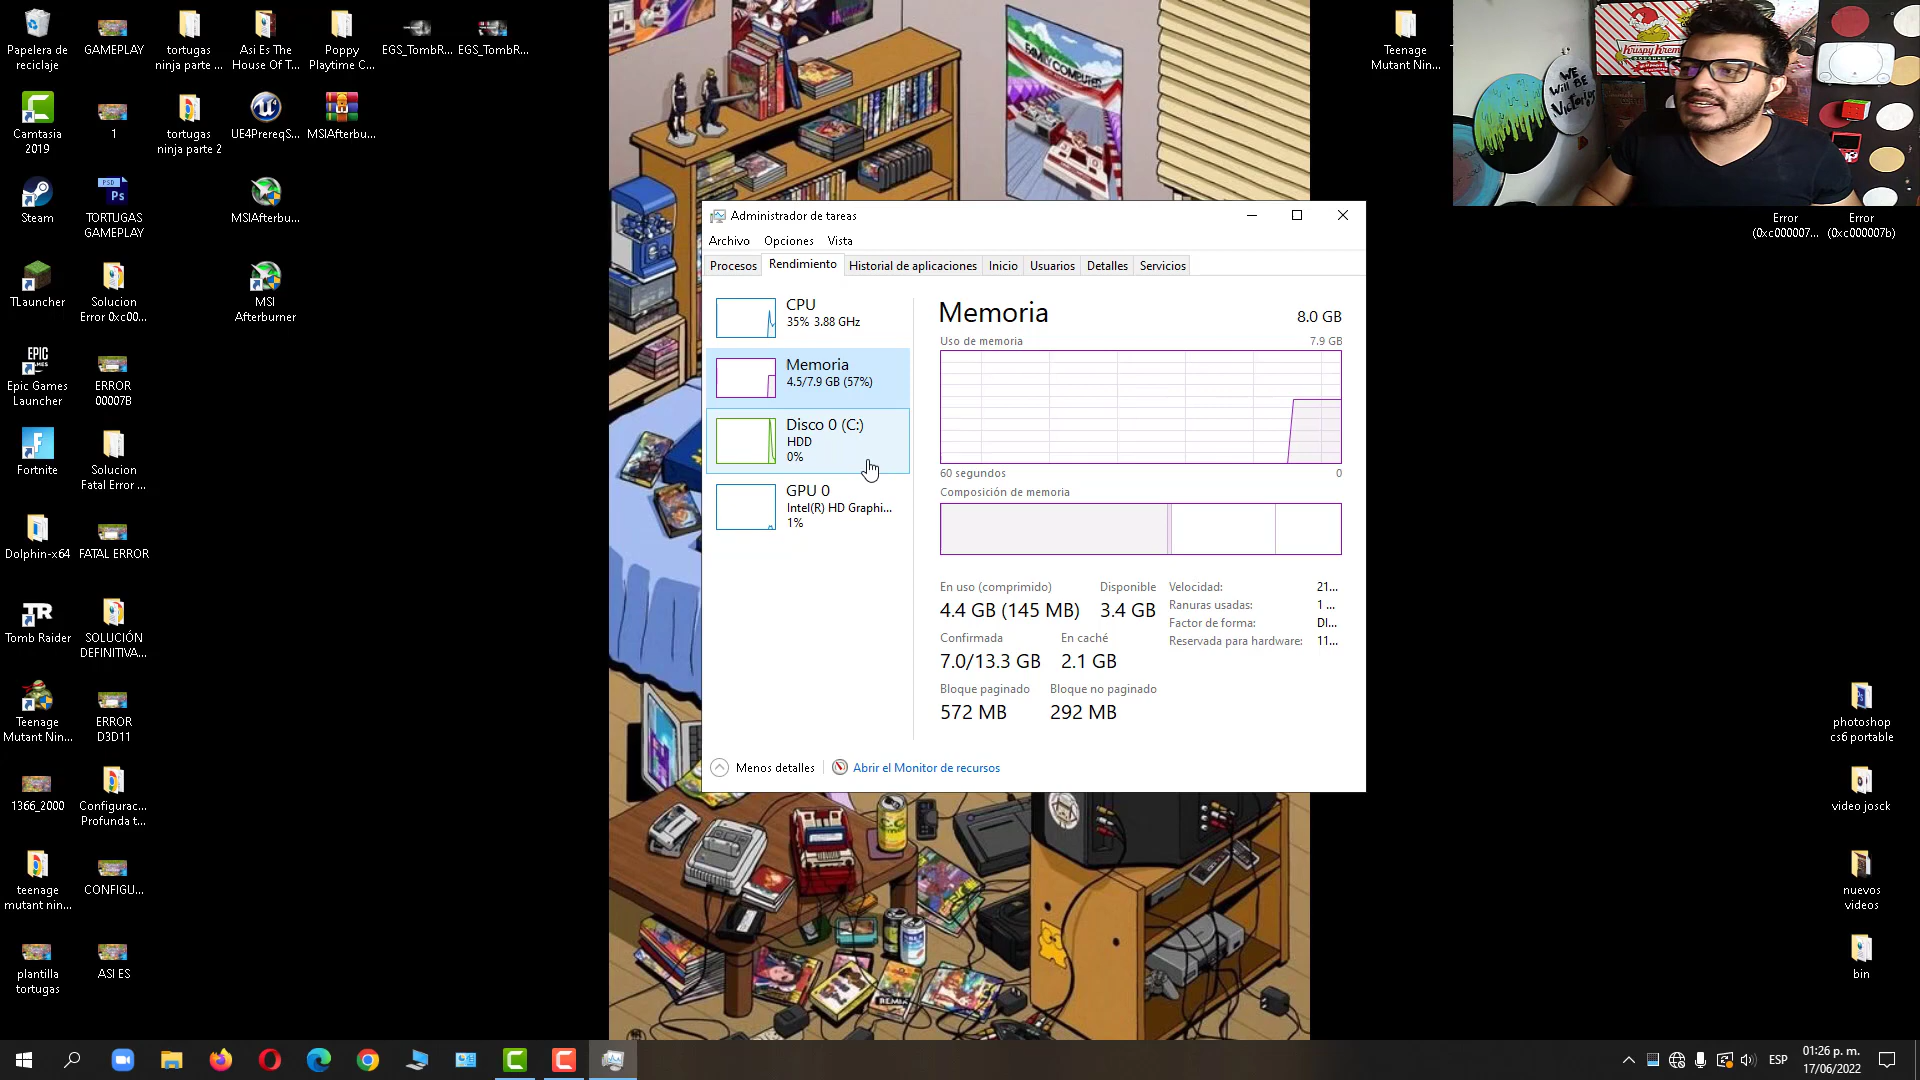 Papelera de
reciclaje
GAMEPLAY
tortugas
ninja parte ...
Asi Es The
House Of T...
Poppy
Playtime C...
EGS_TombR...
EGS_TombR...
Camtasia
2019
1
tortugas
ninja parte 2
UE4PrereqS...
MSIAfterbu...
Steam
TORTUGAS
GAMEPLAY
MSIAfterbu...
TLauncher
Solucion
Error 0xc00...
MSI
Afterburner
Epic Games
Launcher
ERROR
00007B
Fortnite
Solucion
Fatal Error ...
Dolphin-x64
FATAL ERROR
Tomb Raider
SOLUCIÓN
DEFINITIVA...
Teenage
Mutant Nin...
ERROR
D3D11
1366_2000
Configurac...
Profunda t...
teenage
mutant nin...
CONFIGU...
plantilla
tortugas
ASI ES
FAMILY COMPUTER
Teenage
Mutant Nin...
Krispy Kreme
DOUGHNUTS
WE
WiLL BE
Victorious
Error
(0xc000007...
Error
(0xc000007b)
Administrador de tareas
Archivo Opciones Vista
Procesos Rendimiento Historial de aplicaciones Inicio Usuarios Detalles Servicios
CPU
35% 3.88 GHz
Memoria
4.5/7.9 GB (57%)
Disco 0 (C:)
HDD
0%
GPU 0
Intel(R) HD Graphi...
1%
Memoria 8.0 GB
Uso de memoria 7.9 GB
60 segundos 0
Composición de memoria
En uso (comprimido) Disponible
4.4 GB (145 MB) 3.4 GB
Confirmada En caché
7.0/13.3 GB 2.1 GB
Bloque paginado Bloque no paginado
572 MB 292 MB
Velocidad: 21...
Ranuras usadas: 1 ...
Factor de forma: DI...
Reservada para hardware: 11...
Menos detalles Abrir el Monitor de recursos
photoshop
cs6 portable
video josck
nuevos
videos
bin
REMIX
ESP
01:26 p. m.
17/06/2022